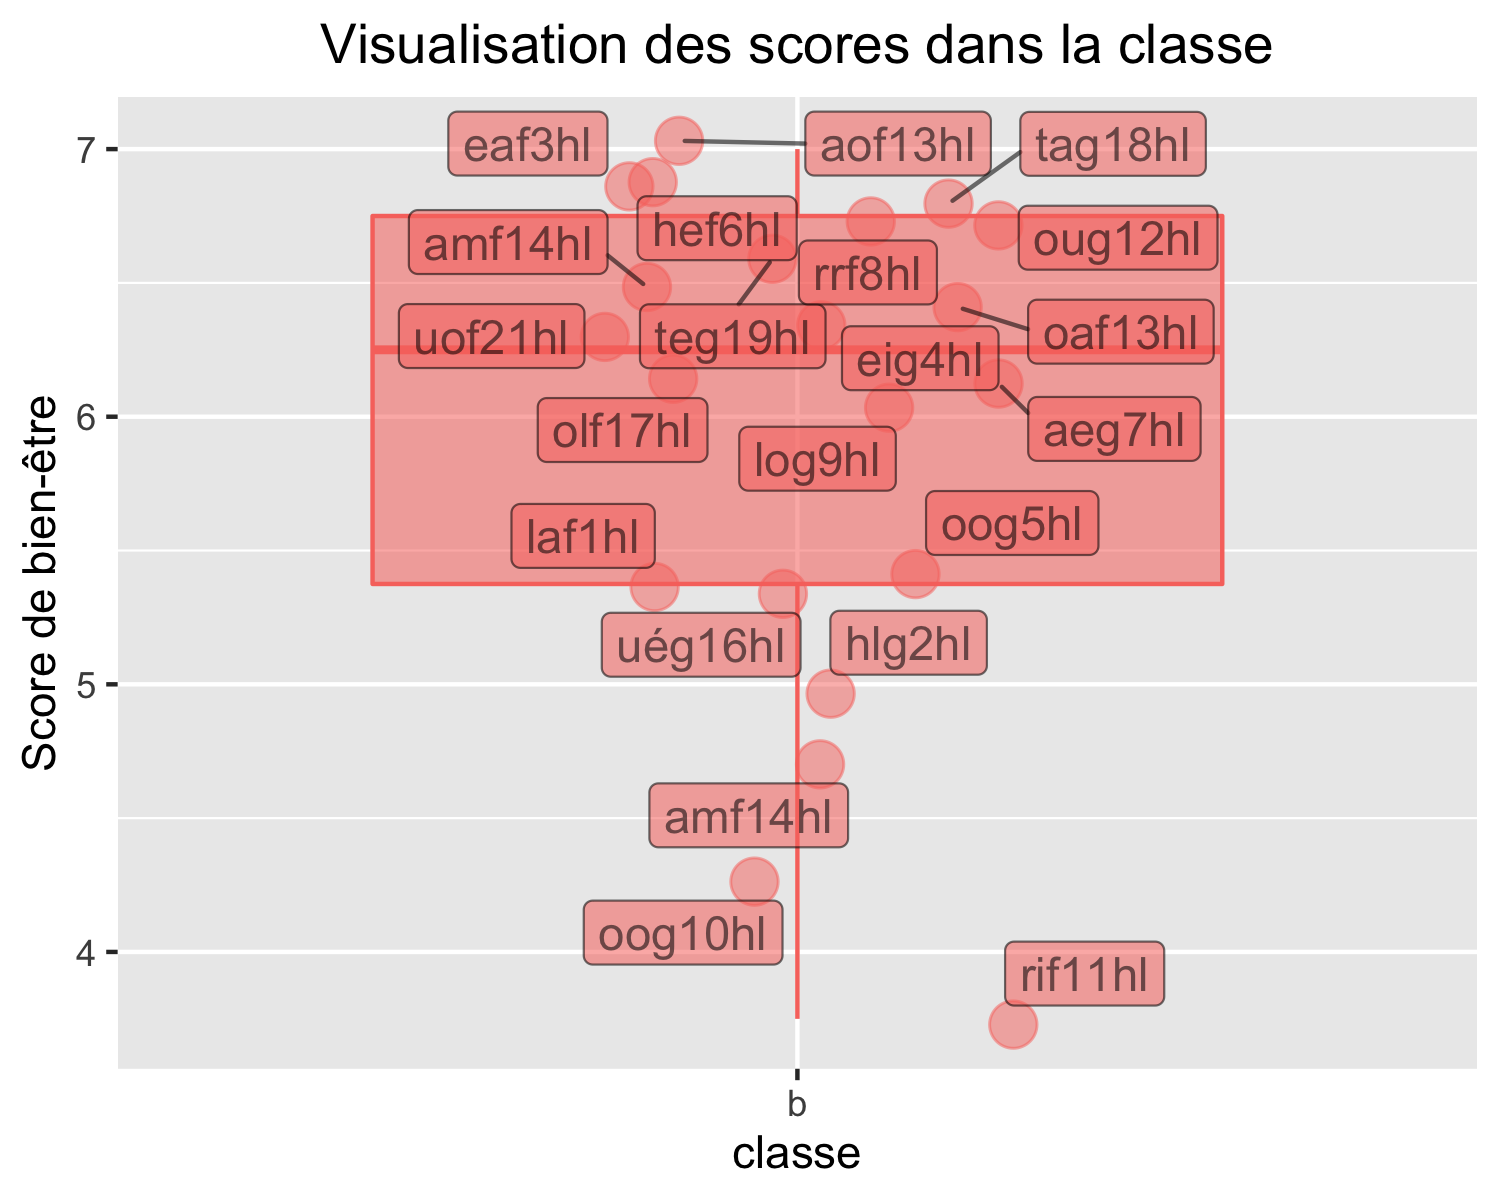 Visualisation des scores dans la classe
eaf3hl
aof13hl
tag18hl
7
hef6hl
amf14hl
oug12hl
rrf8hl
uof21hl
teg19hl
oaf13hl
eig4hl
6
olf17hl
aeg7hl
log9hl
laf1hl
oog5hl
uég16hl
hlg2hl
5
amf14hl
oog10hl
4
rif11hl
Score de bien-être
b
classe